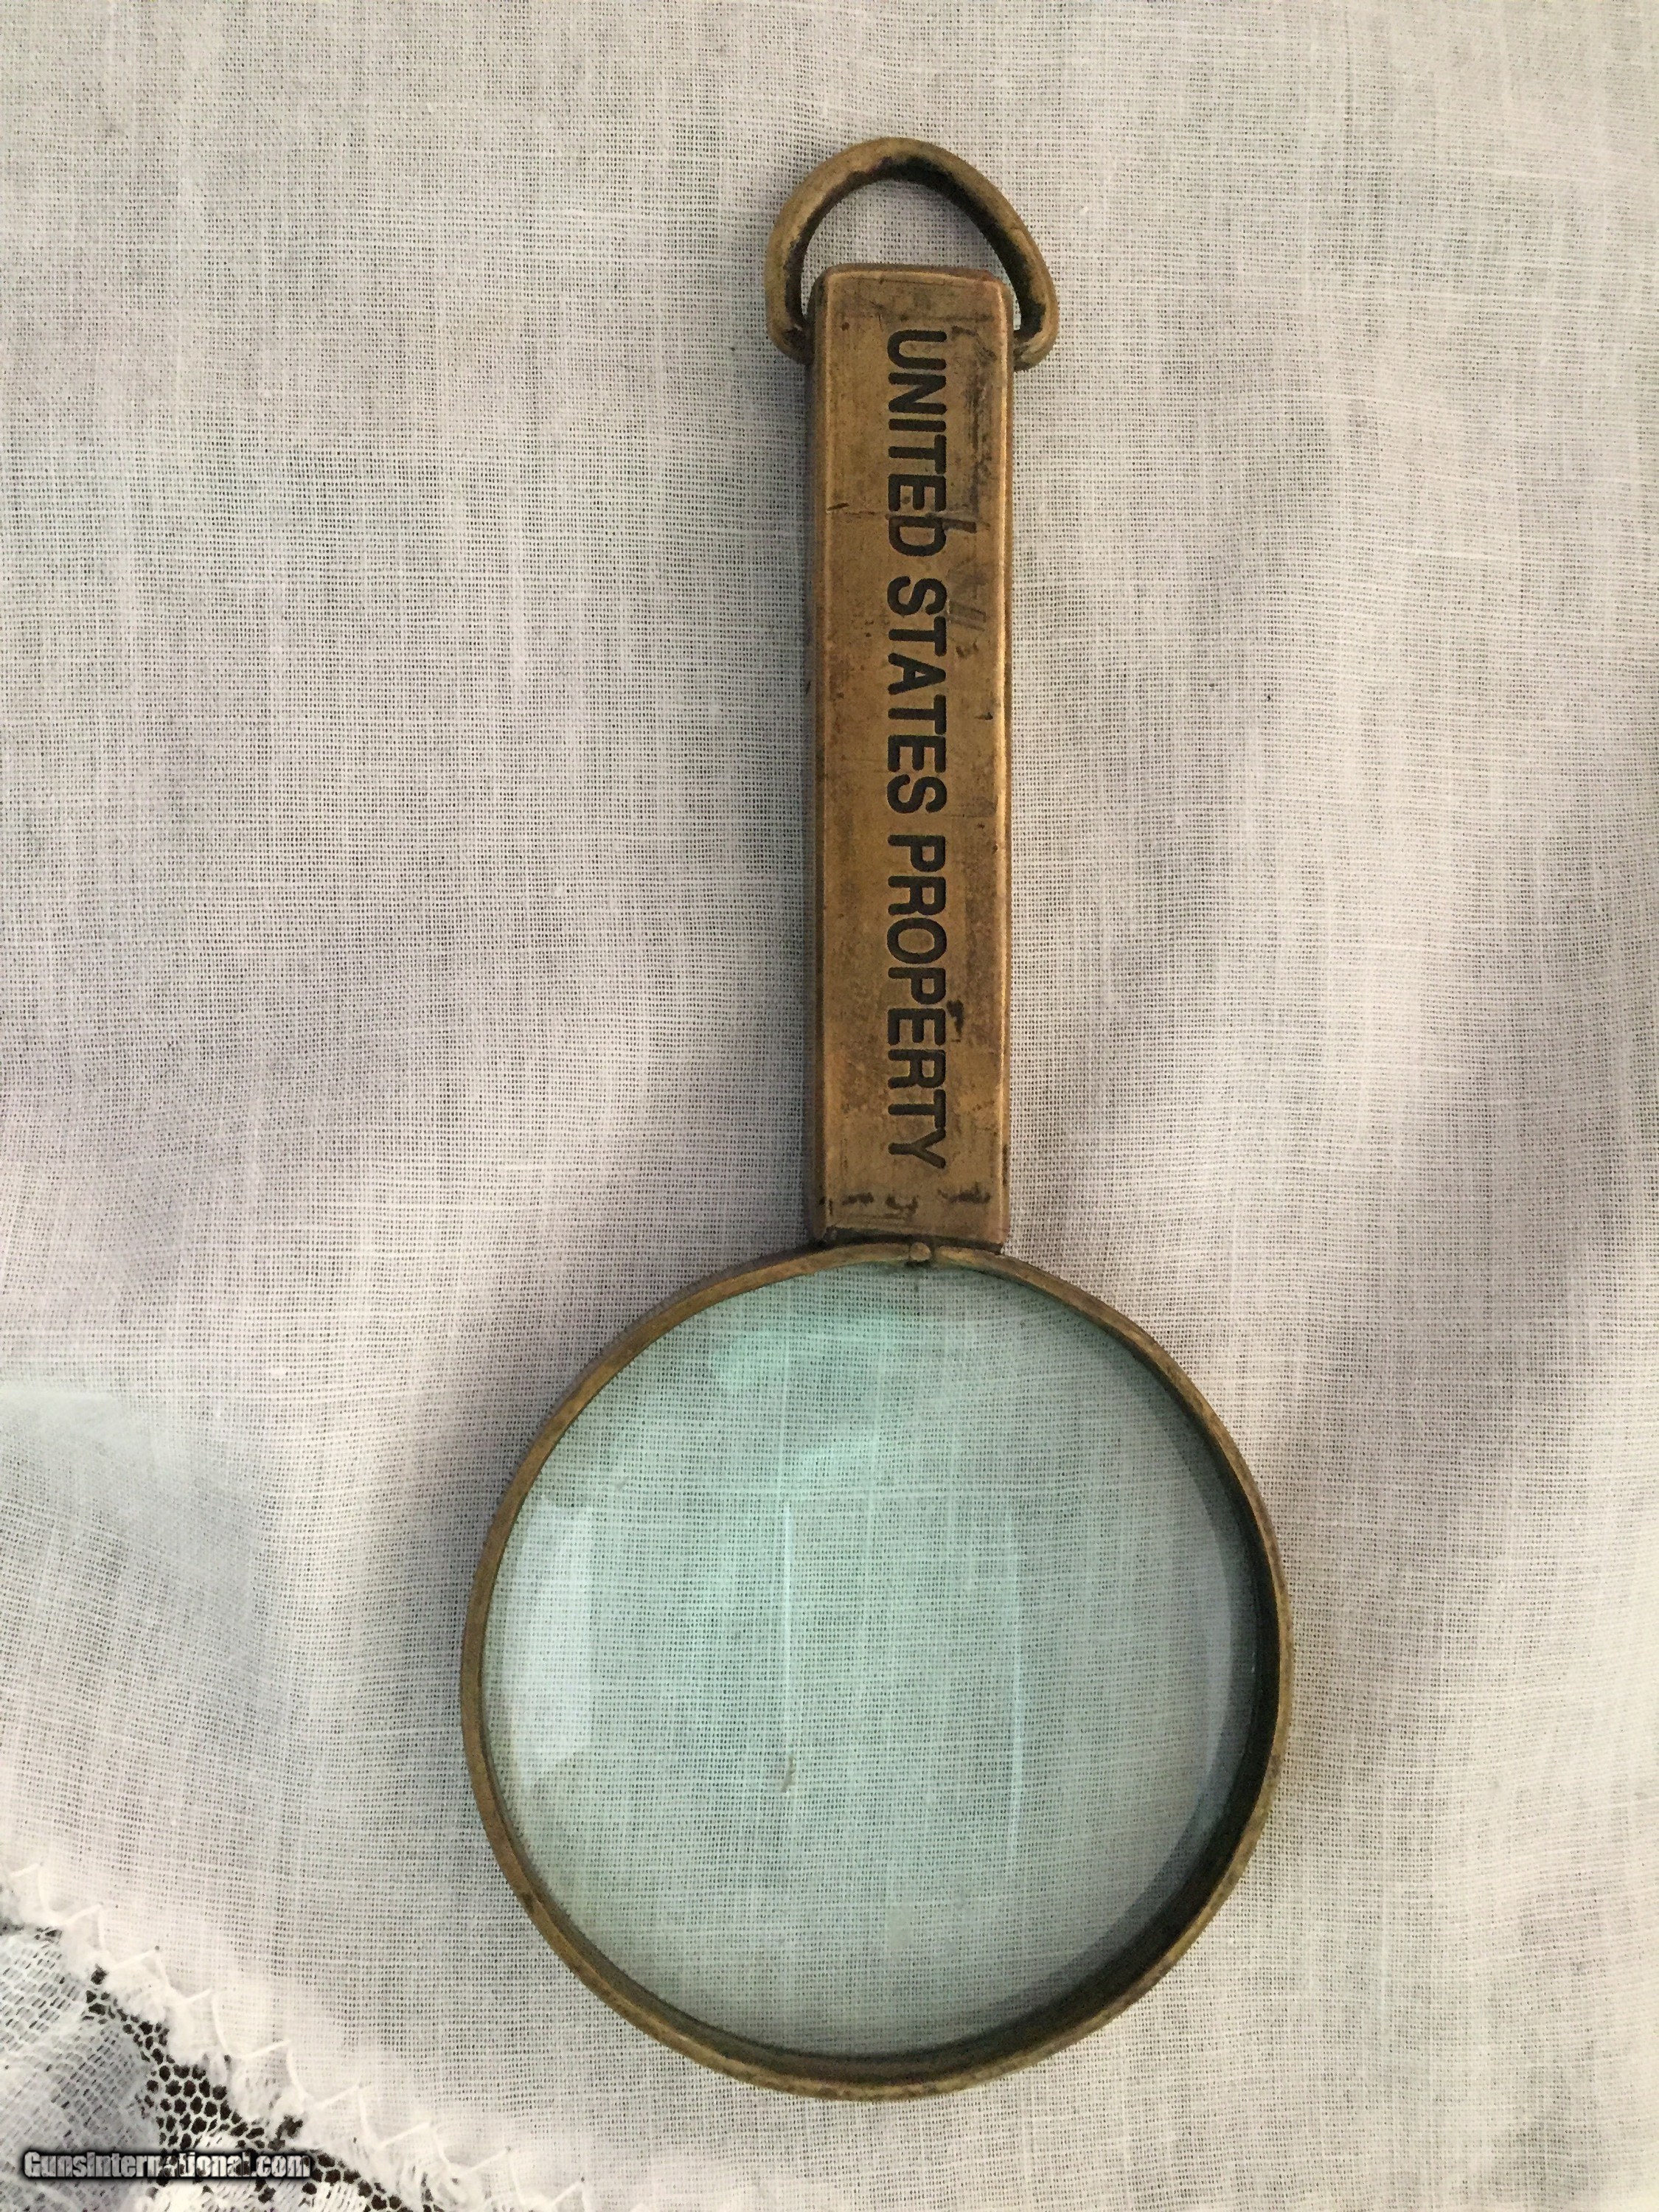 UNITED STATES PROPERTY
GunsInternational.com